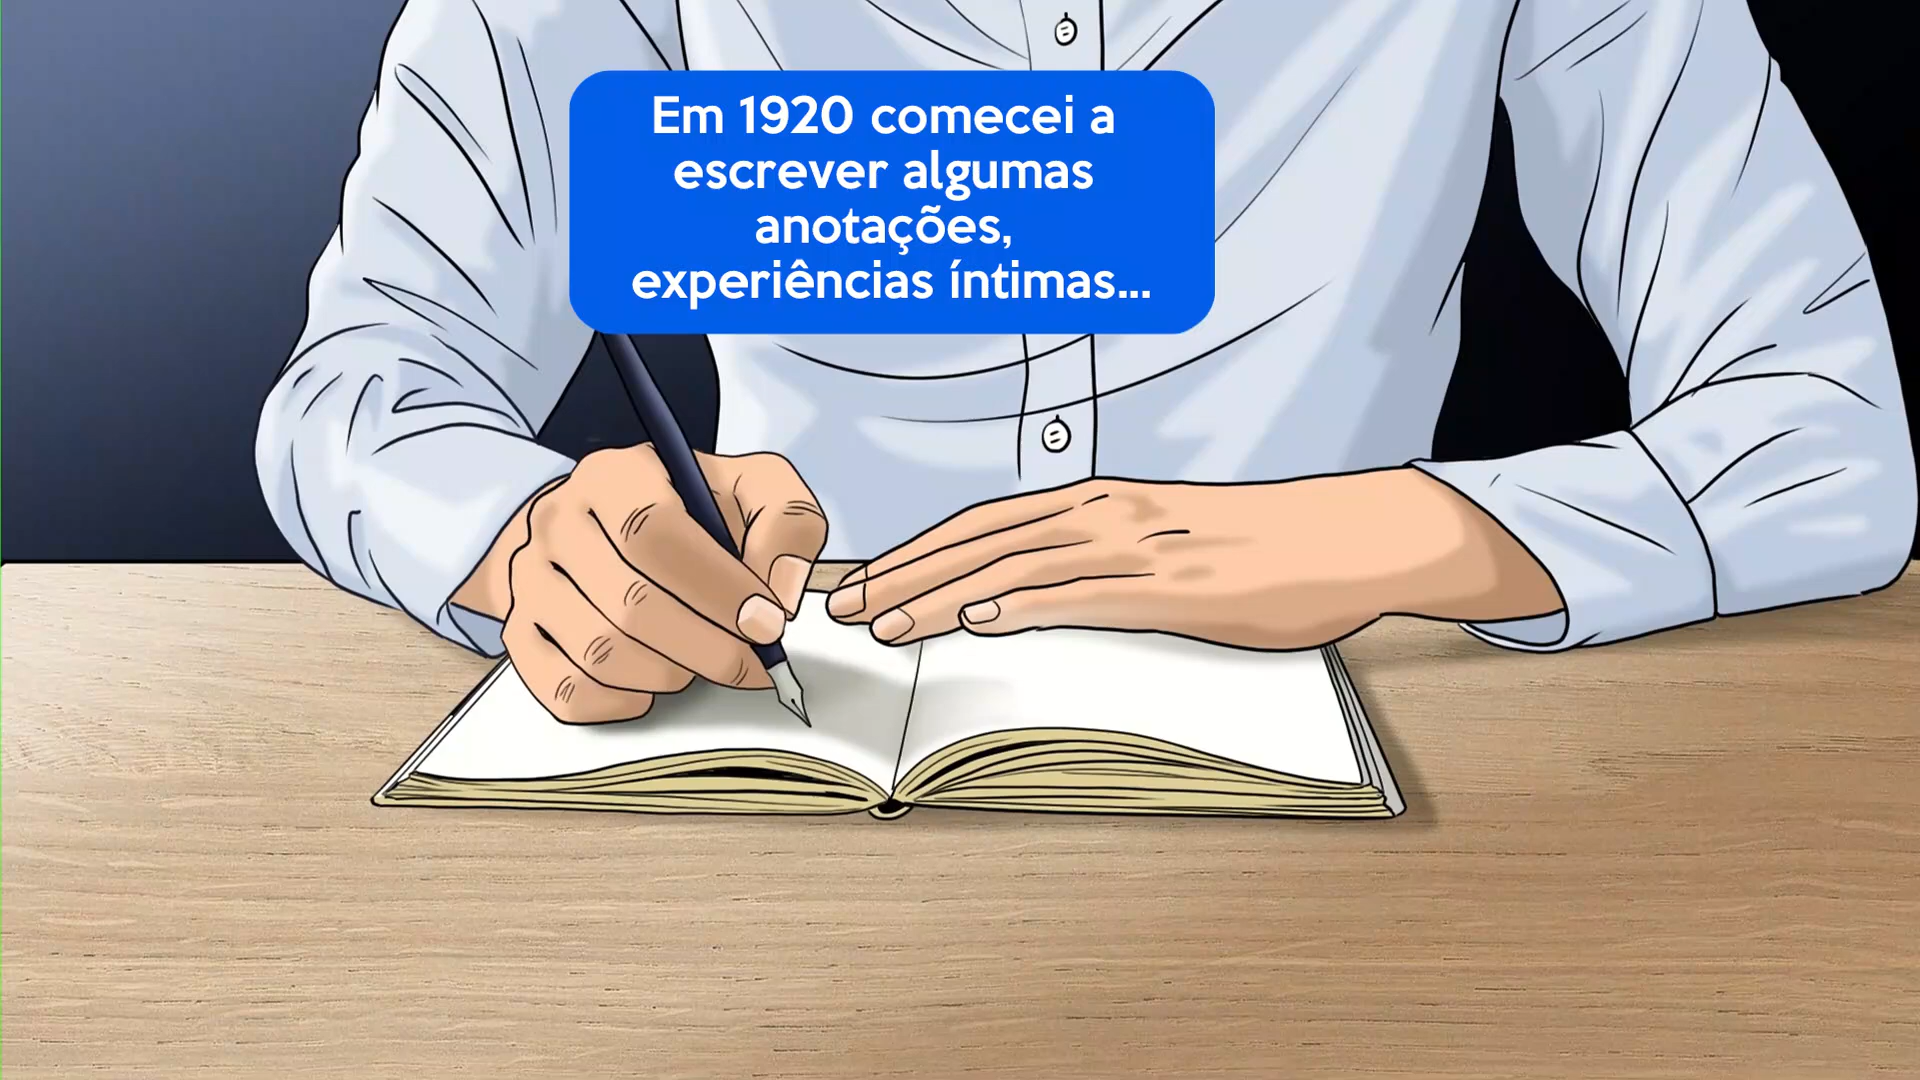 Em 1920 comecei a
escrever algumas
anotações,
experiências íntimas...